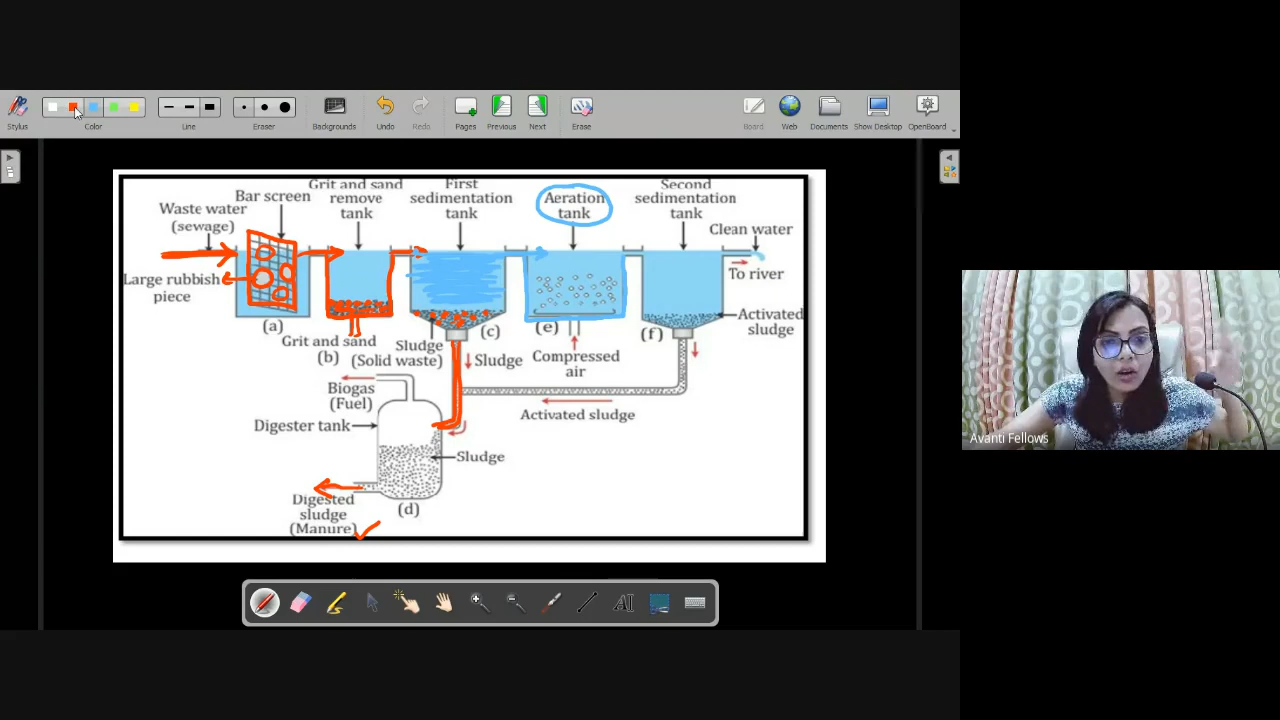 Stylus
Color
Line
Eraser
Backgrounds
Undo
Redo
Pages
Previous
Next
Erase
Board
Web
Documents
Show Desktop
OpenBoard
Grit and sand
remove
tank
First
sedimentation
tank
Aeration
tank
Second
sedimentation
tank
Bar screen
Waste water
(sewage)
Clean water
Large rubbish
piece
To river
(a)
(c)
(e)
(f)
Activated
sludge
Grit and sand
(b)
Sludge
(Solid waste)
Sludge
Compressed
air
Biogas
(Fuel)
Activated sludge
Digester tank
Sludge
Digested
sludge
(Manure)
(d)
AI
Avanti Fellows